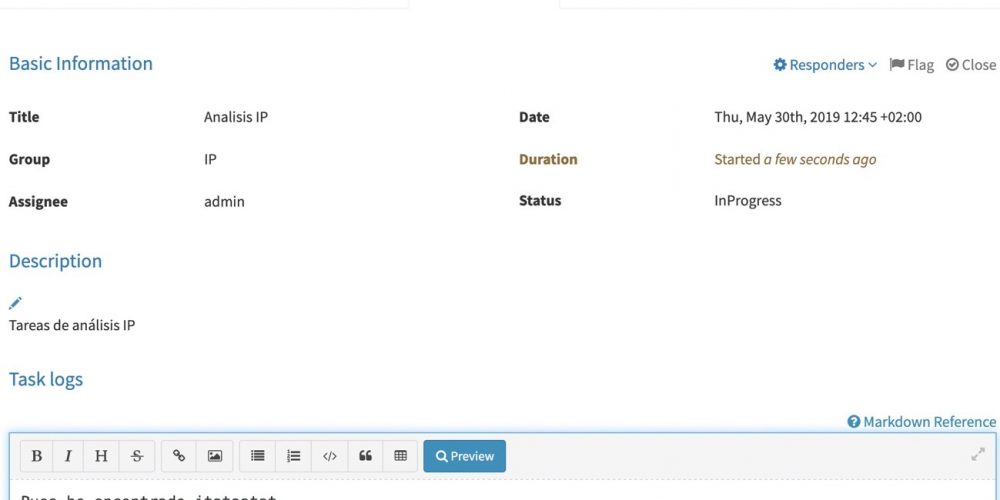 Basic Information
Responders Flag Close
Title Analisis IP Date Thu, May 30th, 2019 12:45 +02:00
Group IP Duration Started a few seconds ago
Assignee admin Status InProgress
Description
Tareas de análisis IP
Task logs
Markdown Reference
B I H S Preview